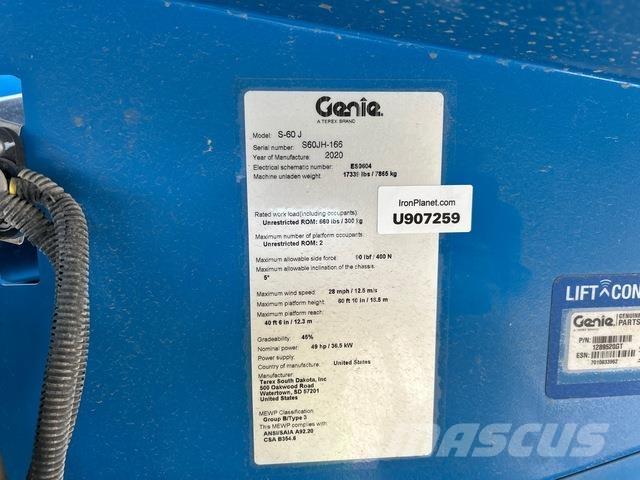 Genie.
A TEREX BRAND
Model: S-60 J
Serial number: S60JH-166
Year of Manufacture: 2020
Electrical schematic number: ES0604
Machine unladen weight: 17339 lbs / 7865 kg
Rated work load(including occupants)
Unrestricted ROM: 660 lbs / 300 kg
Maximum number of platform occupants:
Unrestricted ROM: 2
Maximum allowable side force 90 lbf / 400 N
Maximum allowable inclination of the chassis:
5°
Maximum wind speed: 28 mph / 12.5 m/s
Maximum platform height: 60 ft 10 in / 18.5 m
Maximum platform reach:
40 ft 6 in / 12.3 m
Gradeability: 45%
Nominal power: 49 hp / 36.5 kW
Power supply:
Country of manufacture: United States
Manufacturer:
Terex South Dakota, Inc
500 Oakwood Road
Watertown, SD 57201
United States
MEWP Classification
Group B/Type 3
This MEWP complies with
ANSI/SAIA A92.20
CSA B354.6
IronPlanet.com
U907259
LIFT CON
Genie. GENUINE
A TEREX BRAND PARTS
P/N:
1289520GT
ESN:
7010833962
MASCUS